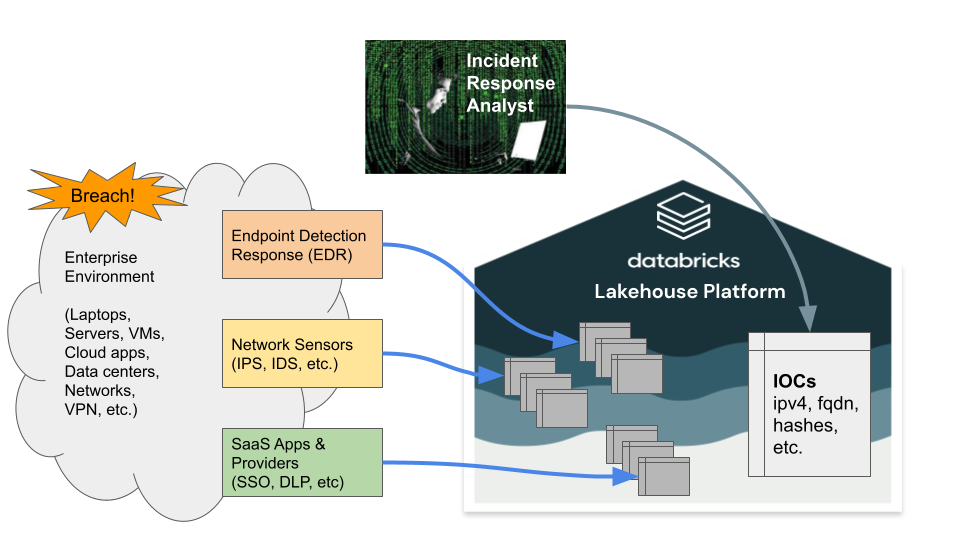 Incident
Response
Analyst
Breach!
Enterprise
Environment
(Laptops,
Servers, VMs,
Cloud apps,
Data centers,
Networks,
VPN, etc.)
Endpoint Detection
Response (EDR)
Network Sensors
(IPS, IDS, etc.)
SaaS Apps &
Providers
(SSO, DLP, etc)
databricks
Lakehouse Platform
IOCs
ipv4, fqdn,
hashes,
etc.